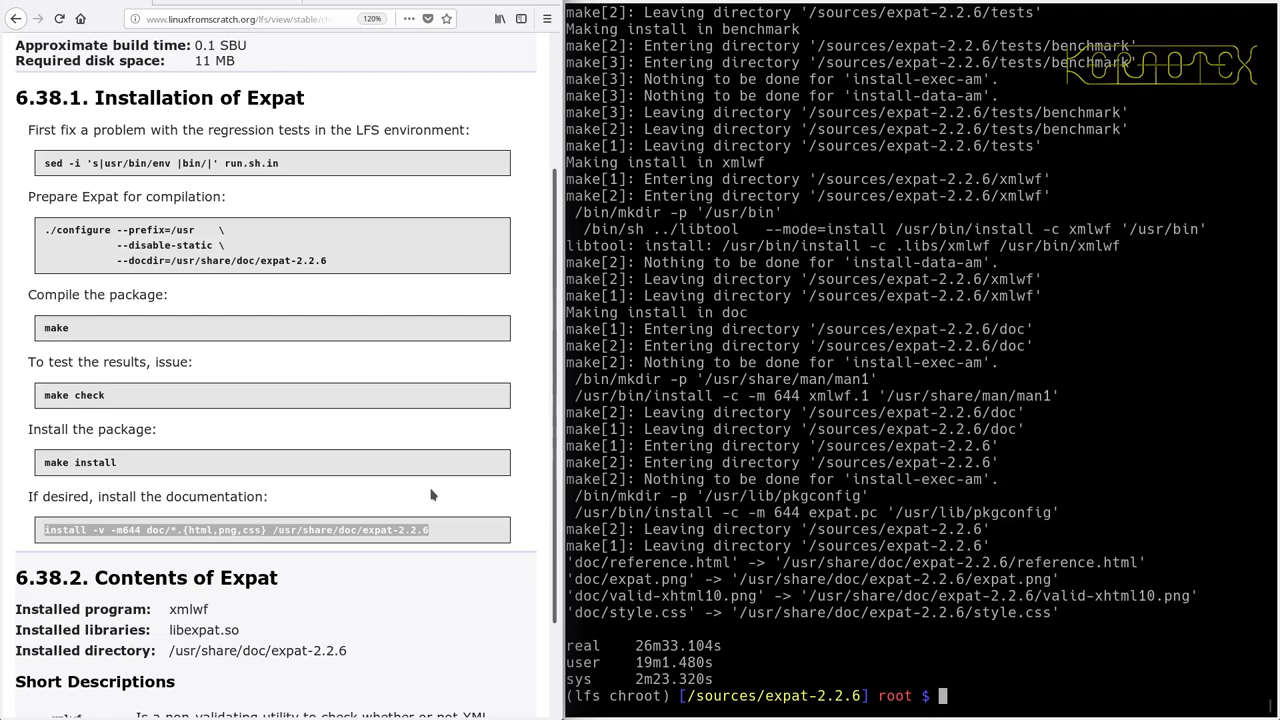 www.linuxfromscratch.org/lfs/view/stable/ch
120%
Approximate build time: 0.1 SBU
Required disk space: 11 MB
6.38.1. Installation of Expat
First fix a problem with the regression tests in the LFS environment:
sed -i 's|usr/bin/env |bin/|' run.sh.in
Prepare Expat for compilation:
./configure --prefix=/usr    \
--disable-static \
--docdir=/usr/share/doc/expat-2.2.6
Compile the package:
make
To test the results, issue:
make check
Install the package:
make install
If desired, install the documentation:
install -v -m644 doc/*.{html,png,css} /usr/share/doc/expat-2.2.6
6.38.2. Contents of Expat
Installed program: xmlwf
Installed libraries: libexpat.so
Installed directory: /usr/share/doc/expat-2.2.6
Short Descriptions
xmlwf Is a non-validating utility to check whether or not XML
make[2]: Leaving directory '/sources/expat-2.2.6/tests'
Making install in benchmark
make[2]: Entering directory '/sources/expat-2.2.6/tests/benchmark'
make[3]: Entering directory '/sources/expat-2.2.6/tests/benchmark'
make[3]: Nothing to be done for 'install-exec-am'.
make[3]: Nothing to be done for 'install-data-am'.
make[3]: Leaving directory '/sources/expat-2.2.6/tests/benchmark'
make[2]: Leaving directory '/sources/expat-2.2.6/tests/benchmark'
make[1]: Leaving directory '/sources/expat-2.2.6/tests'
Making install in xmlwf
make[1]: Entering directory '/sources/expat-2.2.6/xmlwf'
make[2]: Entering directory '/sources/expat-2.2.6/xmlwf'
/bin/mkdir -p '/usr/bin'
/bin/sh ../libtool   --mode=install /usr/bin/install -c xmlwf '/usr/bin'
libtool: install: /usr/bin/install -c .libs/xmlwf /usr/bin/xmlwf
make[2]: Nothing to be done for 'install-data-am'.
make[2]: Leaving directory '/sources/expat-2.2.6/xmlwf'
make[1]: Leaving directory '/sources/expat-2.2.6/xmlwf'
Making install in doc
make[1]: Entering directory '/sources/expat-2.2.6/doc'
make[2]: Entering directory '/sources/expat-2.2.6/doc'
make[2]: Nothing to be done for 'install-exec-am'.
/bin/mkdir -p '/usr/share/man/man1'
/usr/bin/install -c -m 644 xmlwf.1 '/usr/share/man/man1'
make[2]: Leaving directory '/sources/expat-2.2.6/doc'
make[1]: Leaving directory '/sources/expat-2.2.6/doc'
make[1]: Entering directory '/sources/expat-2.2.6'
make[2]: Entering directory '/sources/expat-2.2.6'
make[2]: Nothing to be done for 'install-exec-am'.
/bin/mkdir -p '/usr/lib/pkgconfig'
/usr/bin/install -c -m 644 expat.pc '/usr/lib/pkgconfig'
make[2]: Leaving directory '/sources/expat-2.2.6'
make[1]: Leaving directory '/sources/expat-2.2.6'
'doc/reference.html' -> '/usr/share/doc/expat-2.2.6/reference.html'
'doc/expat.png' -> '/usr/share/doc/expat-2.2.6/expat.png'
'doc/valid-xhtml10.png' -> '/usr/share/doc/expat-2.2.6/valid-xhtml10.png'
'doc/style.css' -> '/usr/share/doc/expat-2.2.6/style.css'
real    26m33.104s
user    19m1.480s
sys     2m23.320s
(lfs chroot) [/sources/expat-2.2.6] root $